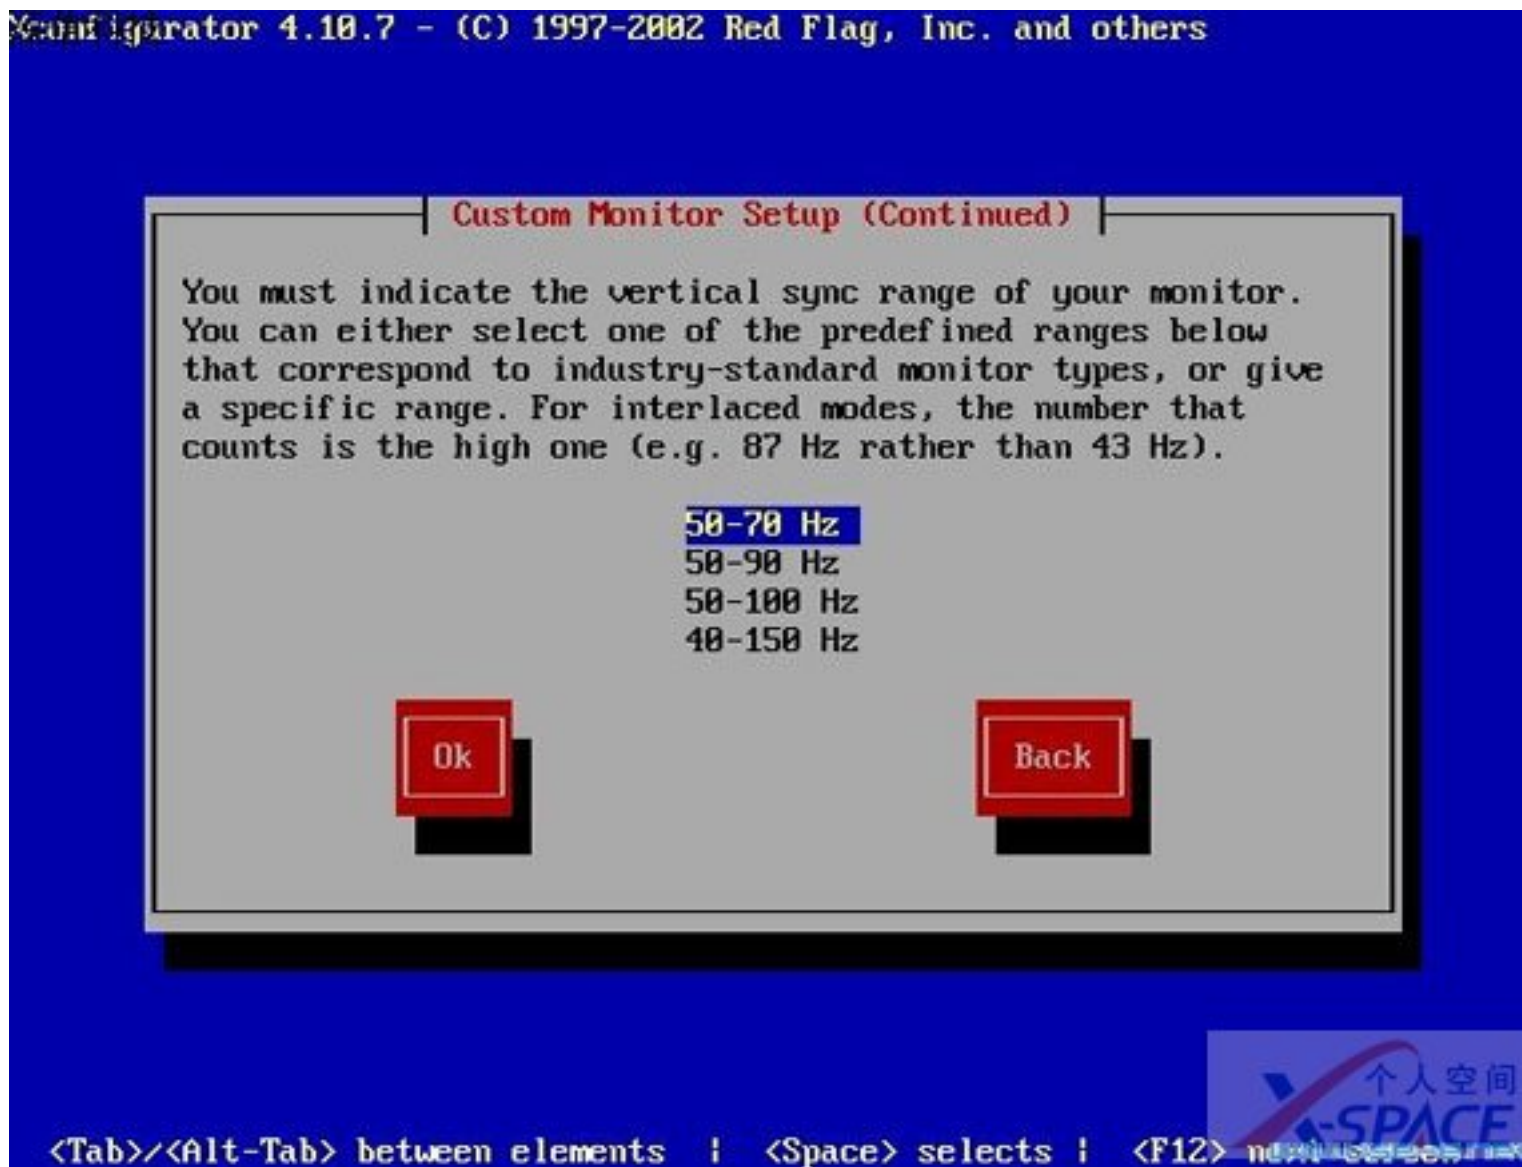 Xconfigurator 4.10.7 - (C) 1997-2002 Red Flag, Inc. and others
Custom Monitor Setup (Continued)
You must indicate the vertical sync range of your monitor.
You can either select one of the predefined ranges below
that correspond to industry-standard monitor types, or give
a specific range. For interlaced modes, the number that
counts is the high one (e.g. 87 Hz rather than 43 Hz).
50-70 Hz
50-90 Hz
50-100 Hz
40-150 Hz
Ok
Back
个人空间
X-SPACE
<Tab>/<Alt-Tab> between elements | <Space> selects | <F12> next screen